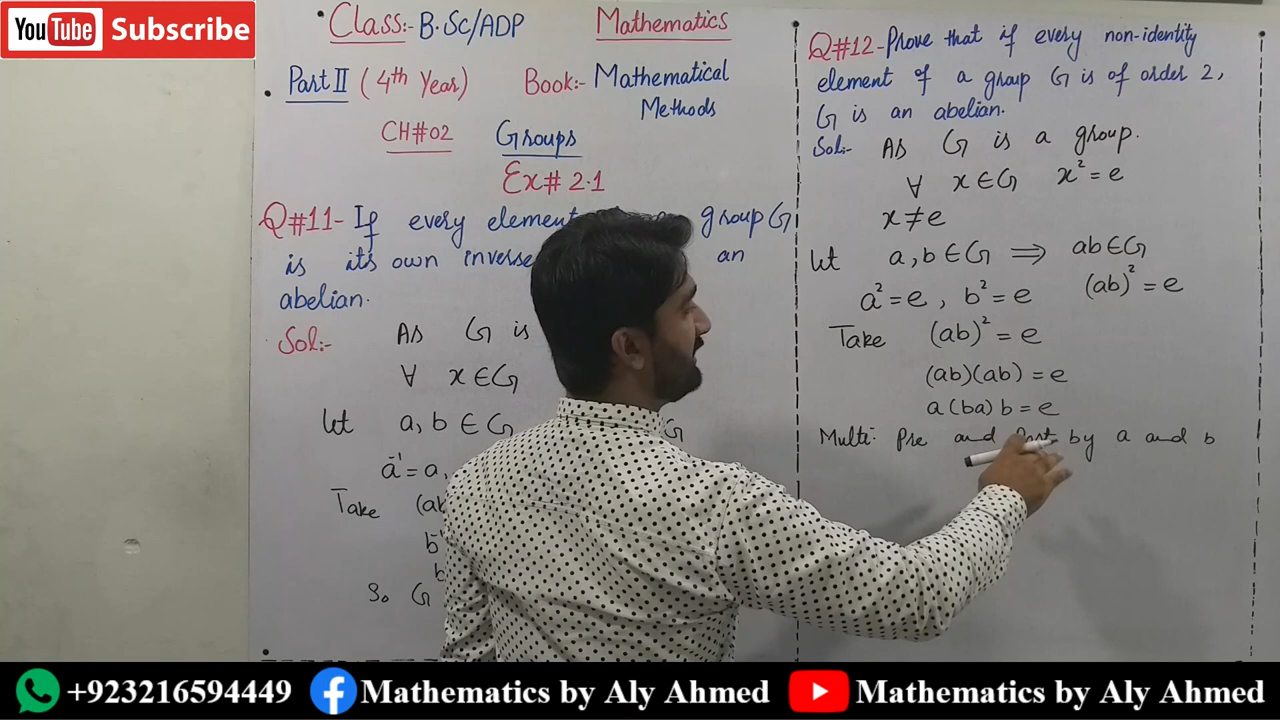 YouTube Subscribe
Class:- B.Sc/ADP Mathematics
Part II (4th Year) Book:- Mathematical
Methods
CH#02 Groups
Ex# 2.1
Q#11- If every element group G
is its own inverse an
abelian.
Sol:- As G is
∀ x∈G
let a, b ∈ G G
a⁻¹ = a,
Take (ab
b⁻¹
b
So G
Q#12- Prove that if every non-identity
element of a group G is of order 2,
G is an abelian.
Sol:- As G is a group.
∀ x∈G x² = e
x ≠ e
let a, b ∈ G ⟹ ab∈G
a² = e , b² = e (ab)² = e
Take (ab)² = e
(ab)(ab) = e
a(ba)b = e
Multi: Pre and Post by a and b
+923216594449 Mathematics by Aly Ahmed Mathematics by Aly Ahmed